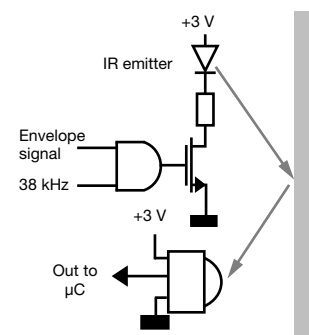 +3 V
IR emitter
Envelope
signal
38 kHz
+3 V
Out to
μC